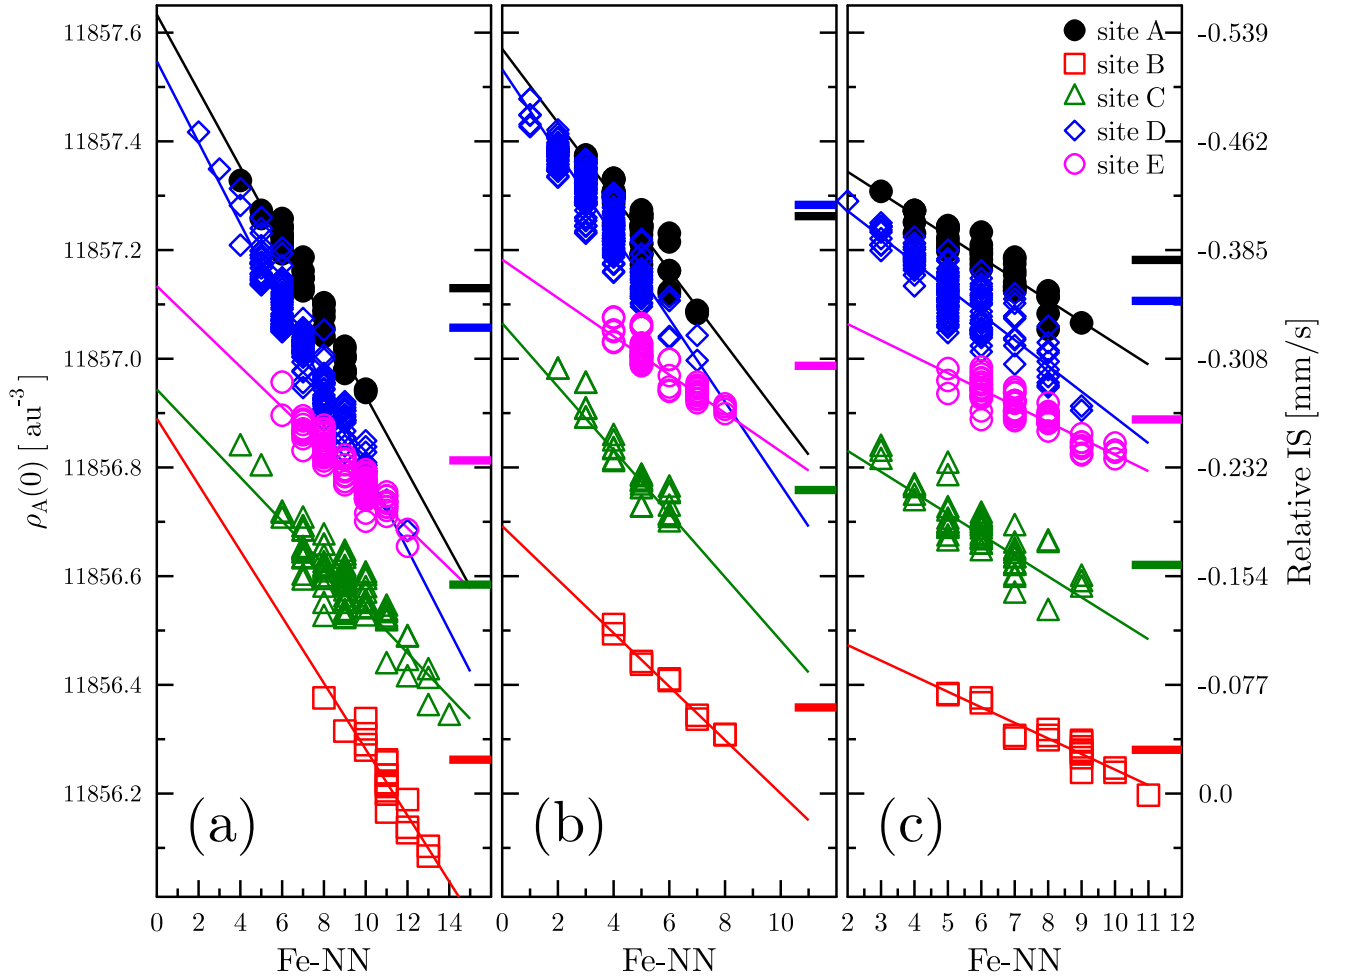 11857.6
11857.4
11857.2
11857.0
11856.8
11856.6
11856.4
11856.2
ρA(0) [ au⁻³ ]
(a)
0 2 4 6 8 10 12 14
Fe-NN
(b)
0 2 4 6 8 10
Fe-NN
site A
site B
site C
site D
site E
(c)
2 3 4 5 6 7 8 9 10 11 12
Fe-NN
-0.539
-0.462
-0.385
-0.308
-0.232
-0.154
-0.077
0.0
Relative IS [mm/s]